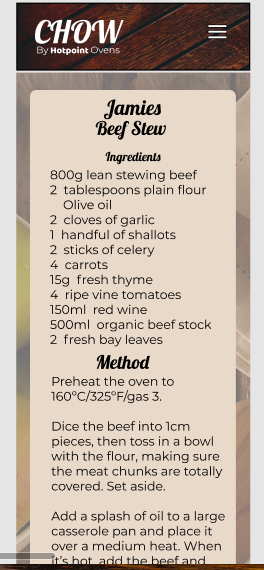 CHOW
By Hotpoint Ovens
Jamies
Beef Stew
Ingredients
800g lean stewing beef
2 tablespoons plain flour
Olive oil
2 cloves of garlic
1 handful of shallots
2 sticks of celery
4 carrots
15g fresh thyme
4 ripe vine tomatoes
150ml red wine
500ml organic beef stock
2 fresh bay leaves
Method
Preheat the oven to
160ºC/325ºF/gas 3.
Dice the beef into 1cm
pieces, then toss in a bowl
with the flour, making sure
the meat chunks are totally
covered. Set aside.
Add a splash of oil to a large
casserole pan and place it
over a medium heat. When
it's hot, add the beef and